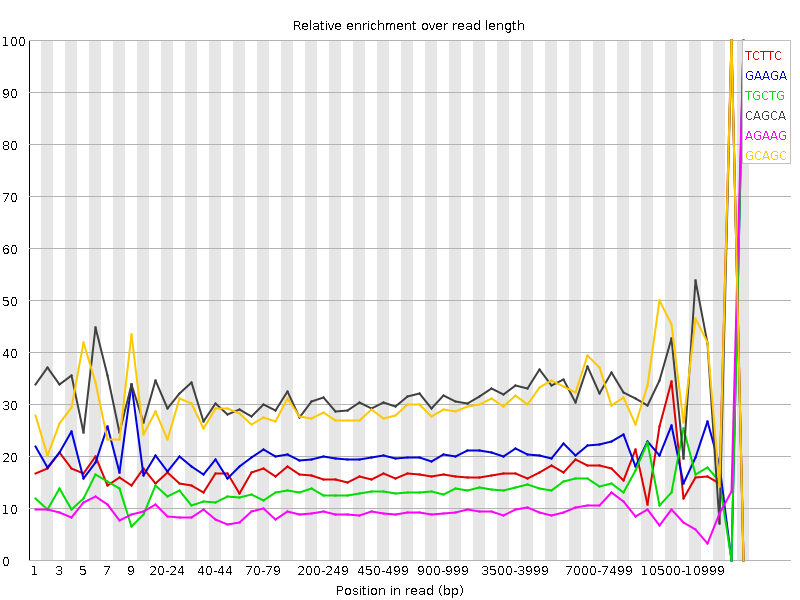 Relative enrichment over read length
100
90
80
70
60
50
40
30
20
10
0
TCTTC
GAAGA
TGCTG
CAGCA
AGAAG
GCAGC
1 3 5 7 9 20-24 40-44 70-79 200-249 450-499 900-999 3500-3999 7000-7499 10500-10999
Position in read (bp)